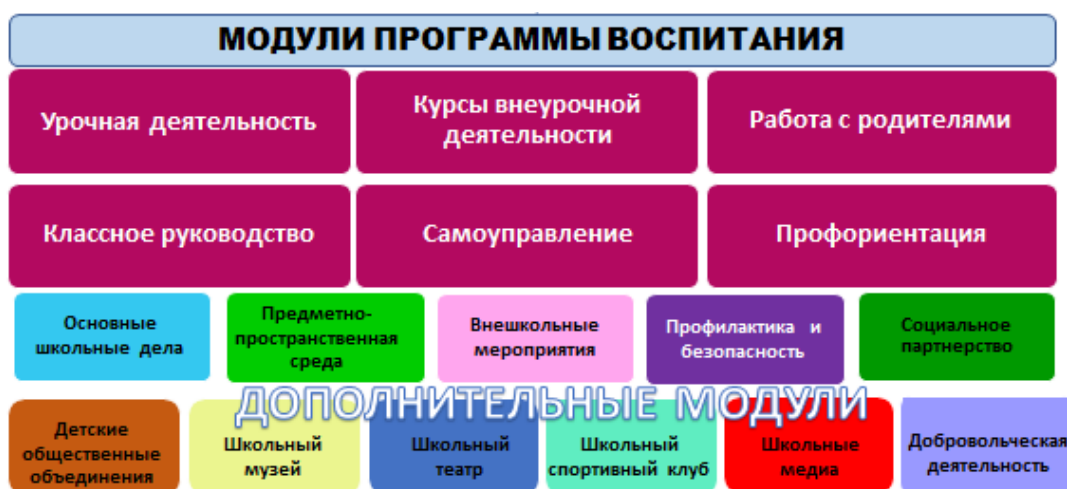 МОДУЛИ ПРОГРАММЫ ВОСПИТАНИЯ
Урочная деятельность
Курсы внеурочной
деятельности
Работа с родителями
Классное руководство
Самоуправление
Профориентация
Основные
школьные дела
Предметно-
пространственная
среда
Внешкольные
мероприятия
Профилактика и
безопасность
Социальное
партнерство
ДОПОЛНИТЕЛЬНЫЕ МОДУЛИ
Детские
общественные
объединения
Школьный
музей
Школьный
театр
Школьный
спортивный клуб
Школьные
медиа
Добровольческая
деятельность